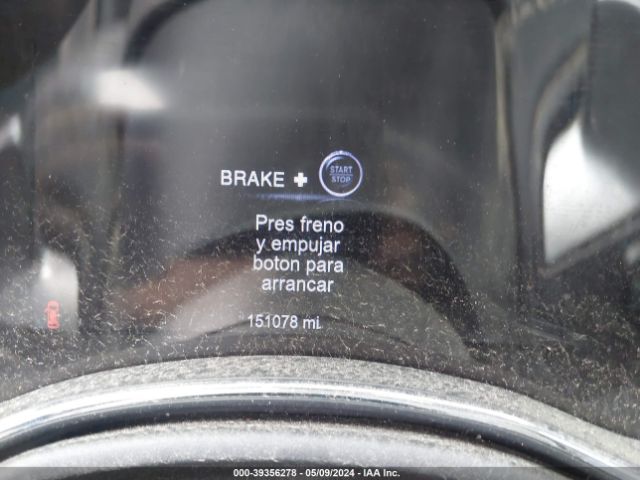 BRAKE + START STOP
Pres freno
y empujar
boton para
arrancar
151078 mi.
000-39356278 - 05/09/2024 - IAA Inc.